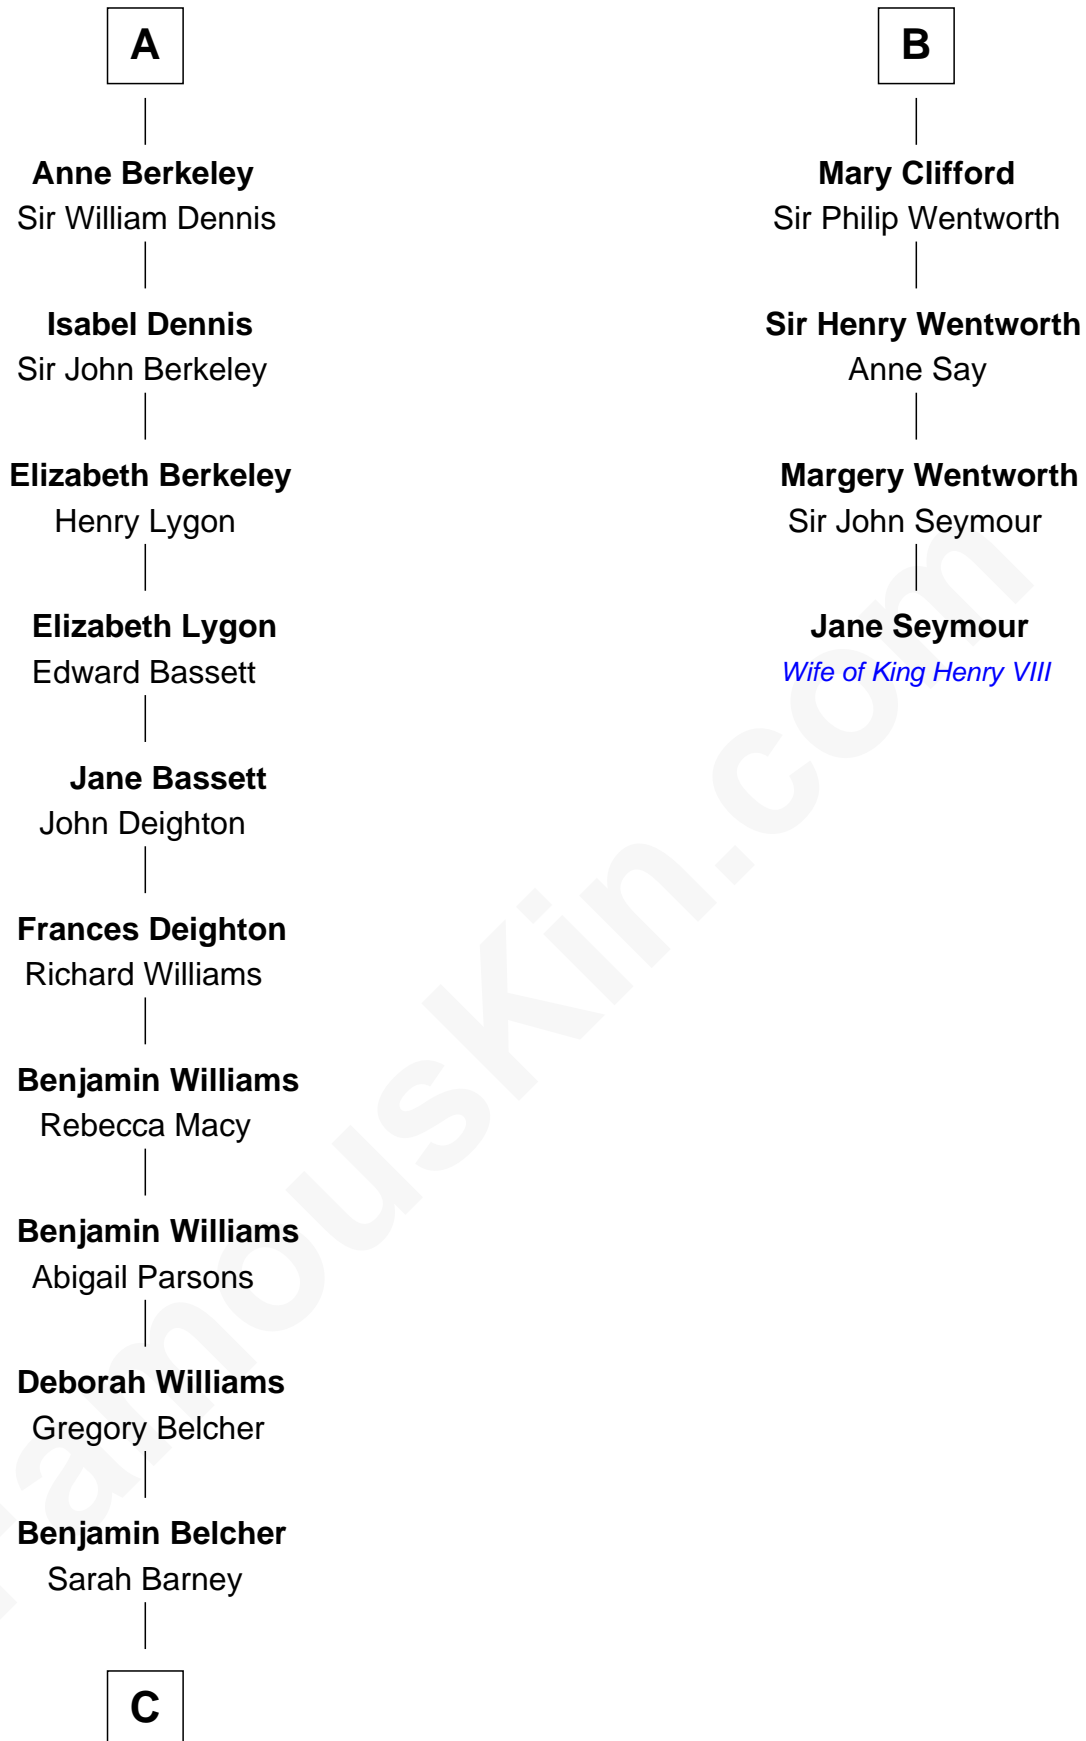 A
Anne Berkeley
Sir William Dennis
Isabel Dennis
Sir John Berkeley
Elizabeth Berkeley
Henry Lygon
Elizabeth Lygon
Edward Bassett
Jane Bassett
John Deighton
Frances Deighton
Richard Williams
Benjamin Williams
Rebecca Macy
Benjamin Williams
Abigail Parsons
Deborah Williams
Gregory Belcher
Benjamin Belcher
Sarah Barney
C
B
Mary Clifford
Sir Philip Wentworth
Sir Henry Wentworth
Anne Say
Margery Wentworth
Sir John Seymour
Jane Seymour
Wife of King Henry VIII
FamousKin.com